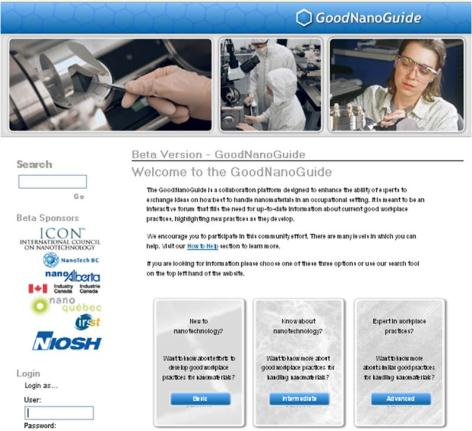 GoodNanoGuide
Search
Go
Beta Sponsors
ICON
INTERNATIONAL COUNCIL
ON NANOTECHNOLOGY
NanoTech BC
nanoAlberta
Industry Canada
Industrie Canada
nano
québec
irsst
NIOSH
Login
Login as...
User:
Password:
Beta Version - GoodNanoGuide
Welcome to the GoodNanoGuide
The GoodNanoGuide is a collaboration platform designed to enhance the ability of experts to
exchange ideas on how best to handle nanomaterials in an occupational setting. It is meant to be an
interactive forum that fills the need for up-to-date information about current good workplace
practices, highlighting new practices as they develop.
We encourage you to participate in this community effort. There are many levels in which you can
help. Visit our How to Help section to learn more.
If you are looking for information please choose one of these three options or use our search tool
on the top left hand of the website.
New to
nanotechnology?
Want to know about efforts to
develop good workplace
practices for nanomaterials?
Basic
Know about
nanotechnology?
Want to know more about
good workplace practices for
handling nanomaterials?
Intermediate
Expert in workplace
practices?
Want to know more
about initial good practices
for handling nanomaterials?
Advanced